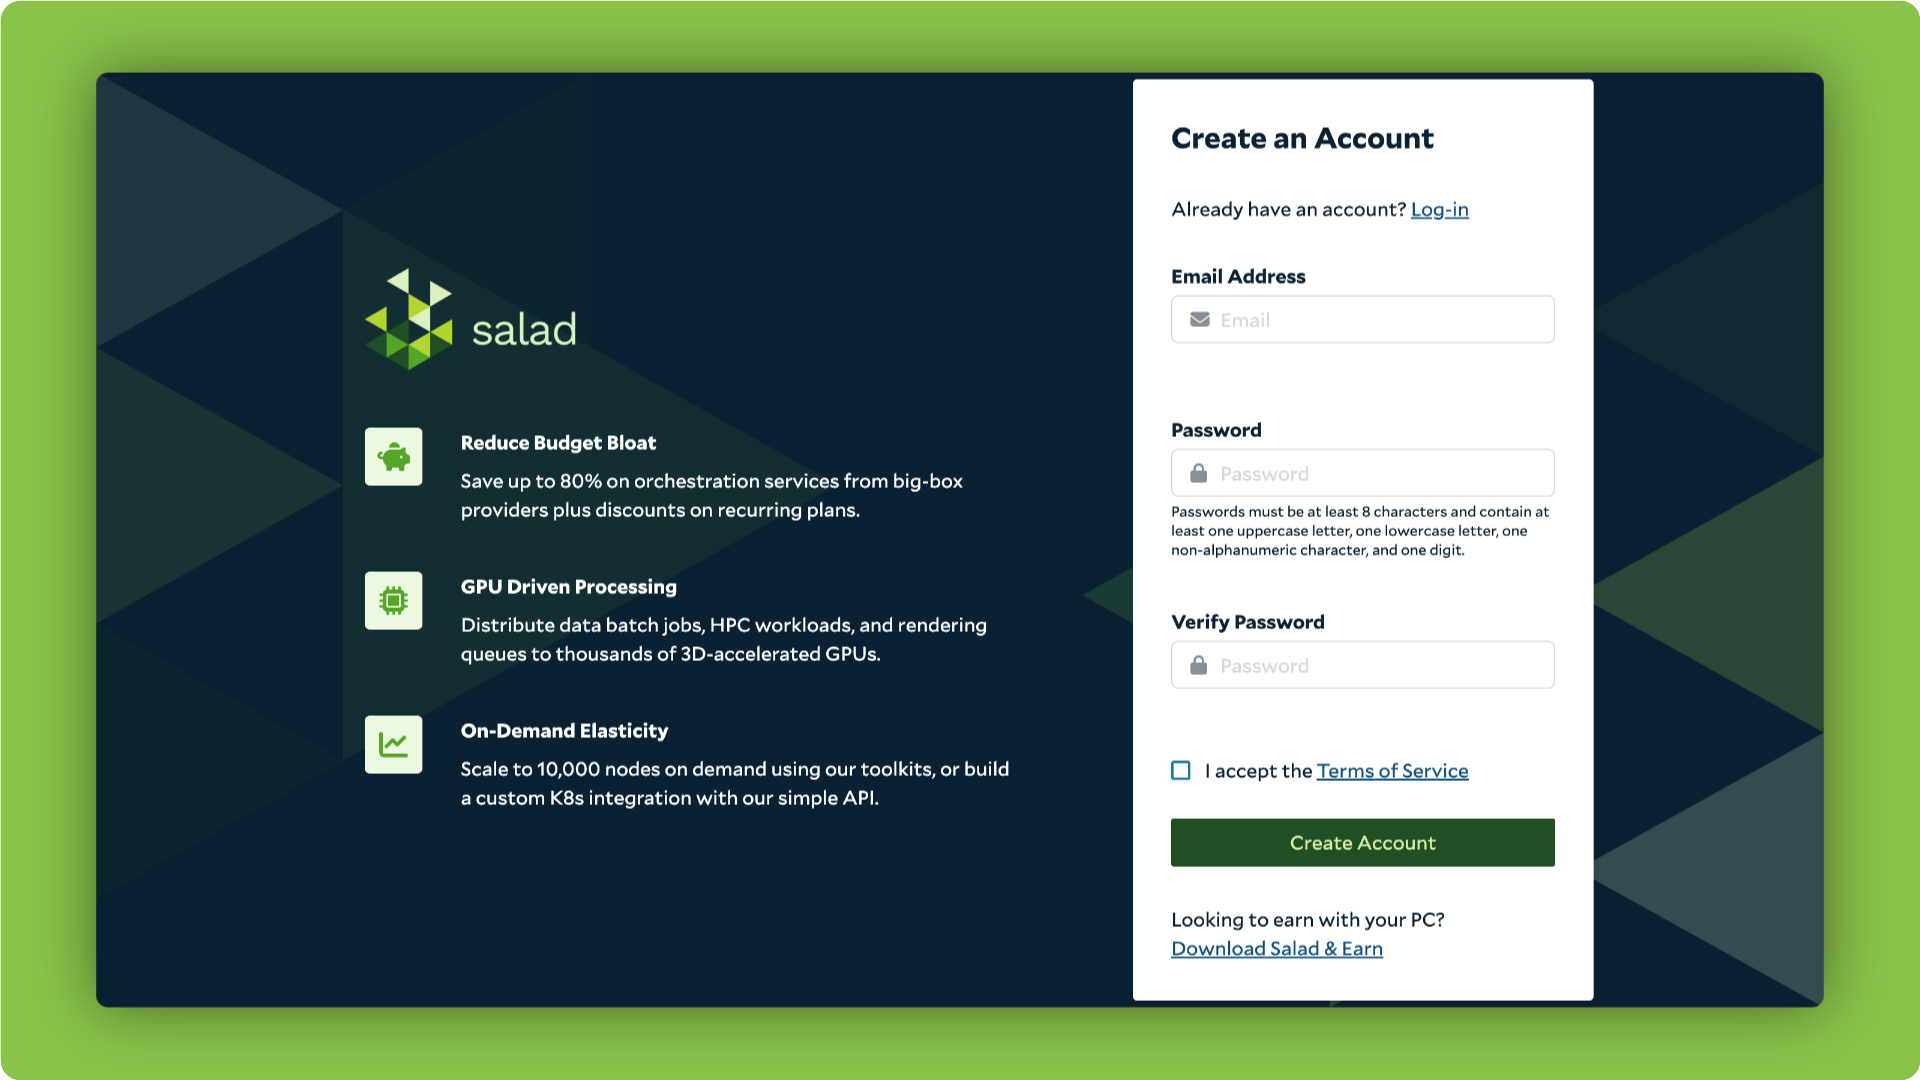 salad
Reduce Budget Bloat
Save up to 80% on orchestration services from big-box
providers plus discounts on recurring plans.
GPU Driven Processing
Distribute data batch jobs, HPC workloads, and rendering
queues to thousands of 3D-accelerated GPUs.
On-Demand Elasticity
Scale to 10,000 nodes on demand using our toolkits, or build
a custom K8s integration with our simple API.
Create an Account
Already have an account? Log-in
Email Address
Email
Password
Password
Passwords must be at least 8 characters and contain at
least one uppercase letter, one lowercase letter, one
non-alphanumeric character, and one digit.
Verify Password
Password
I accept the Terms of Service
Create Account
Looking to earn with your PC?
Download Salad & Earn